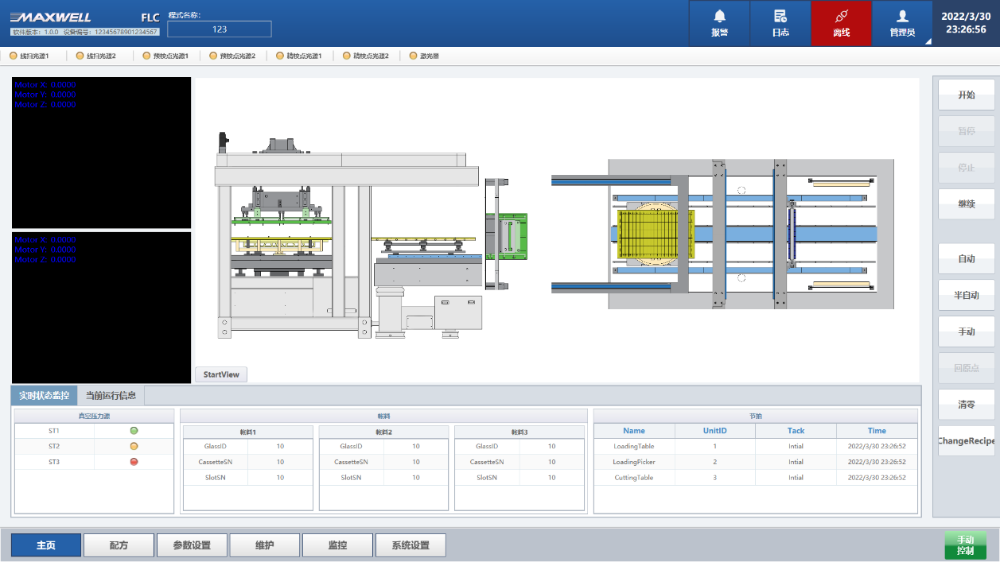 MAXWELL
FLC
程式名称:
123
软件版本: 1.0.0 设备编号: 12345678901234567
报警
日志
离线
管理员
2022/3/30
23:26:56
线扫光源1
线扫光源2
预校点光源1
预校点光源2
精校点光源1
精校点光源2
激光器
Motor X: 0.0000
Motor Y: 0.0000
Motor Z: 0.0000
Motor X: 0.0000
Motor Y: 0.0000
Motor Z: 0.0000
StartView
开始
暂停
停止
继续
自动
半自动
手动
回原点
清零
ChangeRecipe
实时状态监控
当前运行信息
真空压力源
ST1
ST2
ST3
帐料
帐料1
GlassID 10
CassetteSN 10
SlotSN 10
帐料2
GlassID 10
CassetteSN 10
SlotSN 10
帐料3
GlassID 10
CassetteSN 10
SlotSN 10
节拍
Name UnitID Tack Time
LoadingTable 1 Intial 2022/3/30 23:26:52
LoadingPicker 2 Intial 2022/3/30 23:26:52
CuttingTable 3 Intial 2022/3/30 23:26:52
主页
配方
参数设置
维护
监控
系统设置
手动
控制